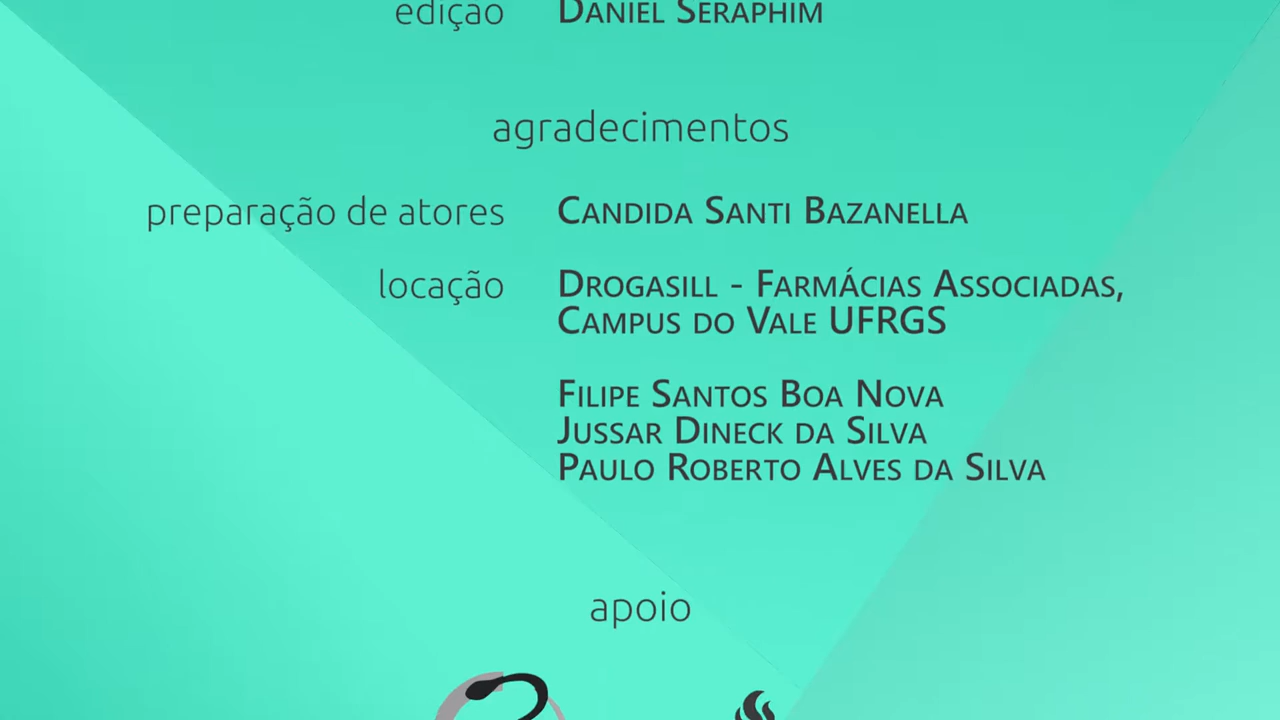 edição DANIEL SERAPHIM
agradecimentos
preparação de atores CANDIDA SANTI BAZANELLA
locação DROGASILL - FARMÁCIAS ASSOCIADAS,
CAMPUS DO VALE UFRGS
FILIPE SANTOS BOA NOVA
JUSSAR DINECK DA SILVA
PAULO ROBERTO ALVES DA SILVA
apoio